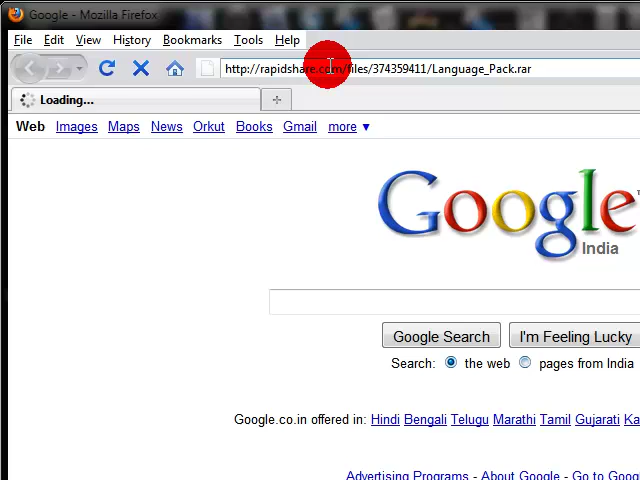 Google - Mozilla Firefox
File Edit View History Bookmarks Tools Help
http://rapidshare.com/files/374359411/Language_Pack.rar
Loading...
Web Images Maps News Orkut Books Gmail more ▼
Google
India
Google Search I'm Feeling Lucky
Search: the web pages from India
Google.co.in offered in: Hindi Bengali Telugu Marathi Tamil Gujarati Ka
Advertising Programs - About Google - Go to Goog